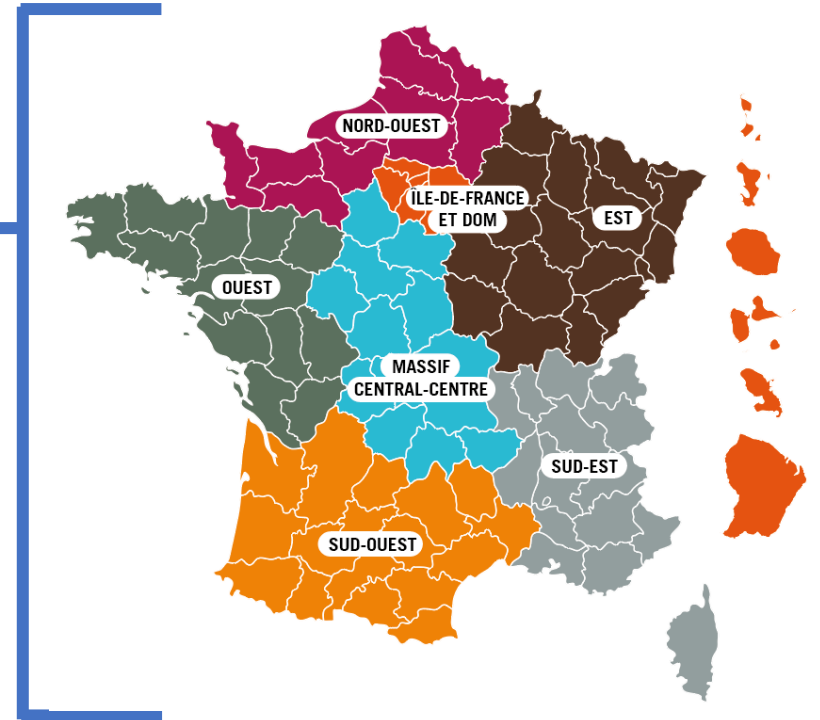 NORD-OUEST
ÎLE-DE-FRANCE
ET DOM
EST
OUEST
MASSIF
CENTRAL-CENTRE
SUD-EST
SUD-OUEST